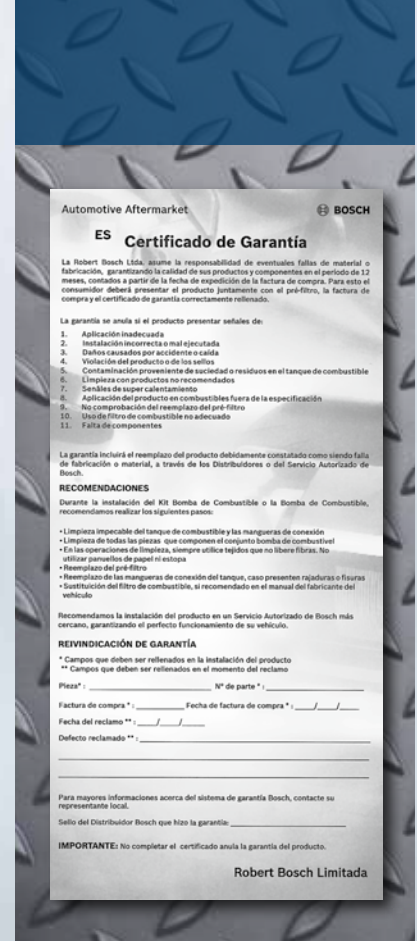 Automotive Aftermarket
BOSCH
ES Certificado de Garantía
La Robert Bosch Ltda. asume la responsabilidad de eventuales fallas de material o
fabricación, garantizando la calidad de sus productos y componentes en el periodo de 12
meses, contados a partir de la fecha de expedición de la factura de compra. Para esto el
consumidor deberá presentar el producto juntamente con el pré-filtro, la factura de
compra y el certificado de garantía correctamente rellenado.
La garantía se anula si el producto presentar señales de:
1. Aplicación inadecuada
2. Instalación incorrecta o mal ejecutada
3. Daños causados por accidente o caída
4. Violación del producto o de los sellos
5. Contaminación proveniente de suciedad o residuos en el tanque de combustible
6. Limpieza con productos no recomendados
7. Senáles de super calentamiento
8. Aplicación del producto en combustibles fuera de la especificación
9. No comprobación del reemplazo del pré-filtro
10. Uso de filtro de combustible no adecuado
11. Falta de componentes
La garantía incluirá el reemplazo del producto debidamente constatado como siendo falla
de fabricación o material, a través de los Distribuidores o del Servicio Autorizado de
Bosch.
RECOMENDACIONES
Durante la instalación del Kit Bomba de Combustible o la Bomba de Combustible,
recomendamos realizar los siguientes pasos:
• Limpieza impecable del tanque de combustible y las mangueras de conexión
• Limpieza de todas las piezas que componen el conjunto bomba de combustível
• En las operaciones de limpieza, siempre utilice tejidos que no libere fibras. No
utilizar panuellos de papel ni estopa
• Reemplazo del pré-filtro
• Reemplazo de las mangueras de conexión del tanque, caso presenten rajaduras o fisuras
• Sustitución del filtro de combustible, si recomendado en el manual del fabricante del
vehículo
Recomendamos la instalación del producto en un Servicio Autorizado de Bosch más
cercano, garantizando el perfecto funcionamiento de su vehículo.
REIVINDICACIÓN DE GARANTÍA
* Campos que deben ser rellenados en la instalación del producto
** Campos que deben ser rellenados en el momento del reclamo
Pieza* : ____________ Nº de parte * : ____________
Factura de compra * : ________ Fecha de factura de compra * : ____/____/____
Fecha del reclamo ** : ____/____/____
Defecto reclamado ** : ____________
Para mayores informaciones acerca del sistema de garantía Bosch, contacte su
representante local.
Sello del Distribuidor Bosch que hizo la garantía: ____________
IMPORTANTE: No completar el certificado anula la garantía del producto.
Robert Bosch Limitada